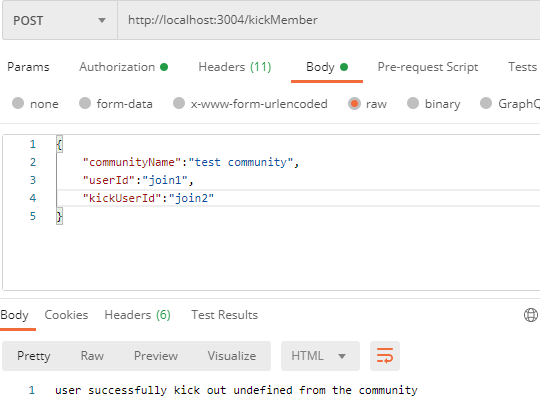 POST http://localhost:3004/kickMember
Params Authorization Headers (11) Body Pre-request Script Tests
none form-data x-www-form-urlencoded raw binary GraphQ
1 {
2 "communityName":"test community",
3 "userId":"join1",
4 "kickUserId":"join2"
5 }
Body Cookies Headers (6) Test Results
Pretty Raw Preview Visualize HTML
1 user successfully kick out undefined from the community